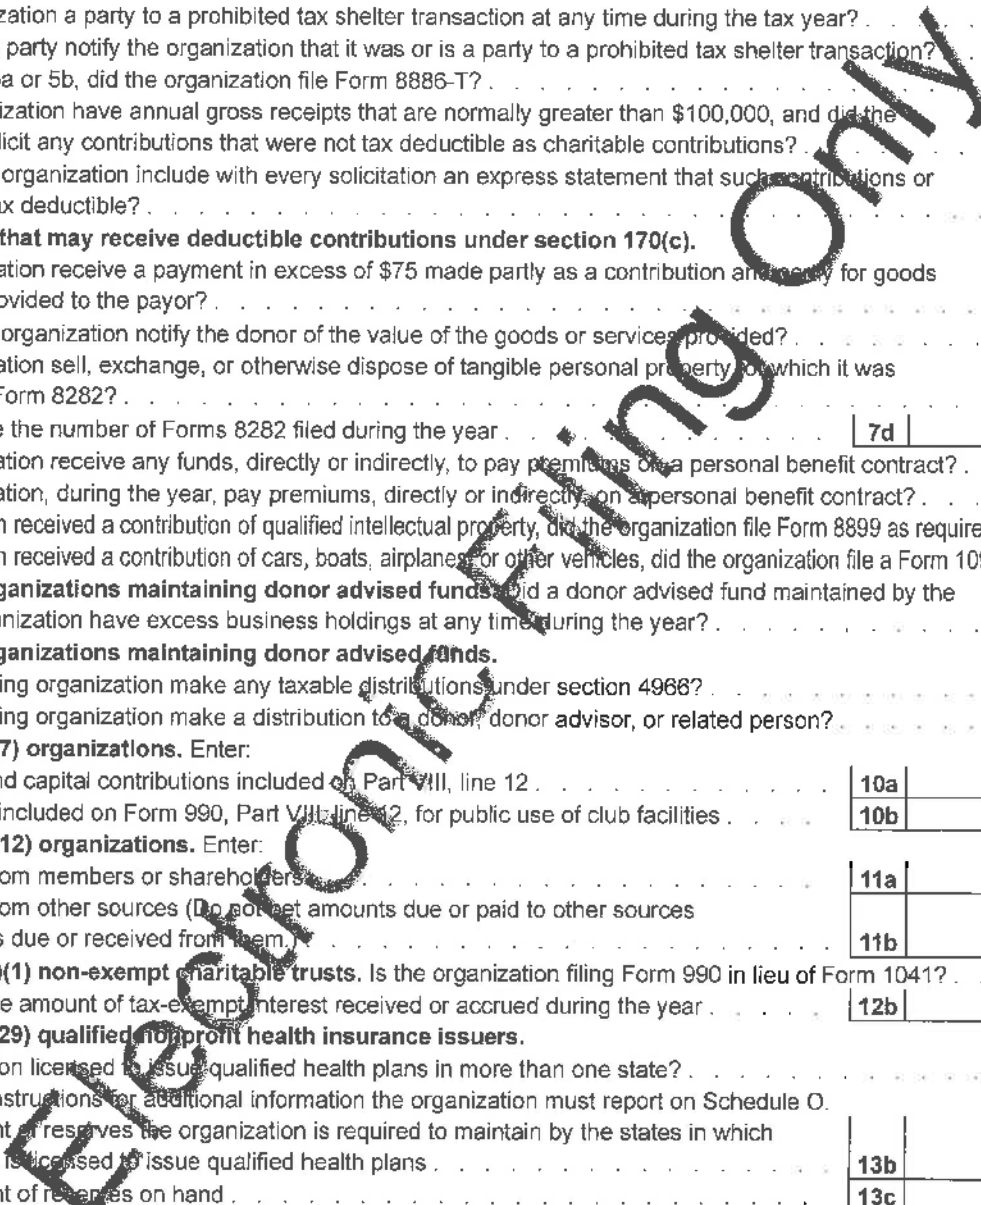 zation a party to a prohibited tax shelter transaction at any time during the tax year? . . . .
party notify the organization that it was or is a party to a prohibited tax shelter transaction? .
a or 5b, did the organization file Form 8886-T? . . . . . . . . . . . . . . . .
ization have annual gross receipts that are normally greater than $100,000, and did the
licit any contributions that were not tax deductible as charitable contributions? . . . . . .
organization include with every solicitation an express statement that such contributions or
ax deductible? . . . . . . . . . . . . . . . . . . . . . . . . . .
that may receive deductible contributions under section 170(c).
ation receive a payment in excess of $75 made partly as a contribution and partly for goods
ovided to the payor? . . . . . . . . . . . . . . . . . . . . . . . .
organization notify the donor of the value of the goods or services provided? . . . . . .
ation sell, exchange, or otherwise dispose of tangible personal property for which it was
Form 8282? . . . . . . . . . . . . . . . . . . . . . . . . . .
e the number of Forms 8282 filed during the year . . . . . . . . . . . 7d
ation receive any funds, directly or indirectly, to pay premiums on a personal benefit contract? .
ation, during the year, pay premiums, directly or indirectly, on a personal benefit contract? . . .
n received a contribution of qualified intellectual property, did the organization file Form 8899 as require
n received a contribution of cars, boats, airplanes, or other vehicles, did the organization file a Form 109
ganizations maintaining donor advised funds. Did a donor advised fund maintained by the
nization have excess business holdings at any time during the year? . . . . . . . . .
ganizations maintaining donor advised funds.
ing organization make any taxable distributions under section 4966? . . . . . . . . .
ing organization make a distribution to a donor, donor advisor, or related person? . . . . .
7) organizations. Enter:
nd capital contributions included on Part VIII, line 12 . . . . . . . . . . 10a
included on Form 990, Part VIII, line 12, for public use of club facilities . . . . 10b
12) organizations. Enter:
om members or shareholders . . . . . . . . . . . . . . . . . 11a
om other sources (Do not net amounts due or paid to other sources
s due or received from them.) . . . . . . . . . . . . . . . . . 11b
)(1) non-exempt charitable trusts. Is the organization filing Form 990 in lieu of Form 1041? .
e amount of tax-exempt interest received or accrued during the year . . . . . 12b
29) qualified nonprofit health insurance issuers.
on licensed to issue qualified health plans in more than one state? . . . . . . . . . .
nstructions for additional information the organization must report on Schedule O.
nt of reserves the organization is required to maintain by the states in which
is licensed to issue qualified health plans . . . . . . . . . . . . . 13b
nt of reserves on hand . . . . . . . . . . . . . . . . . . . . 13c
Electronic Filing Only